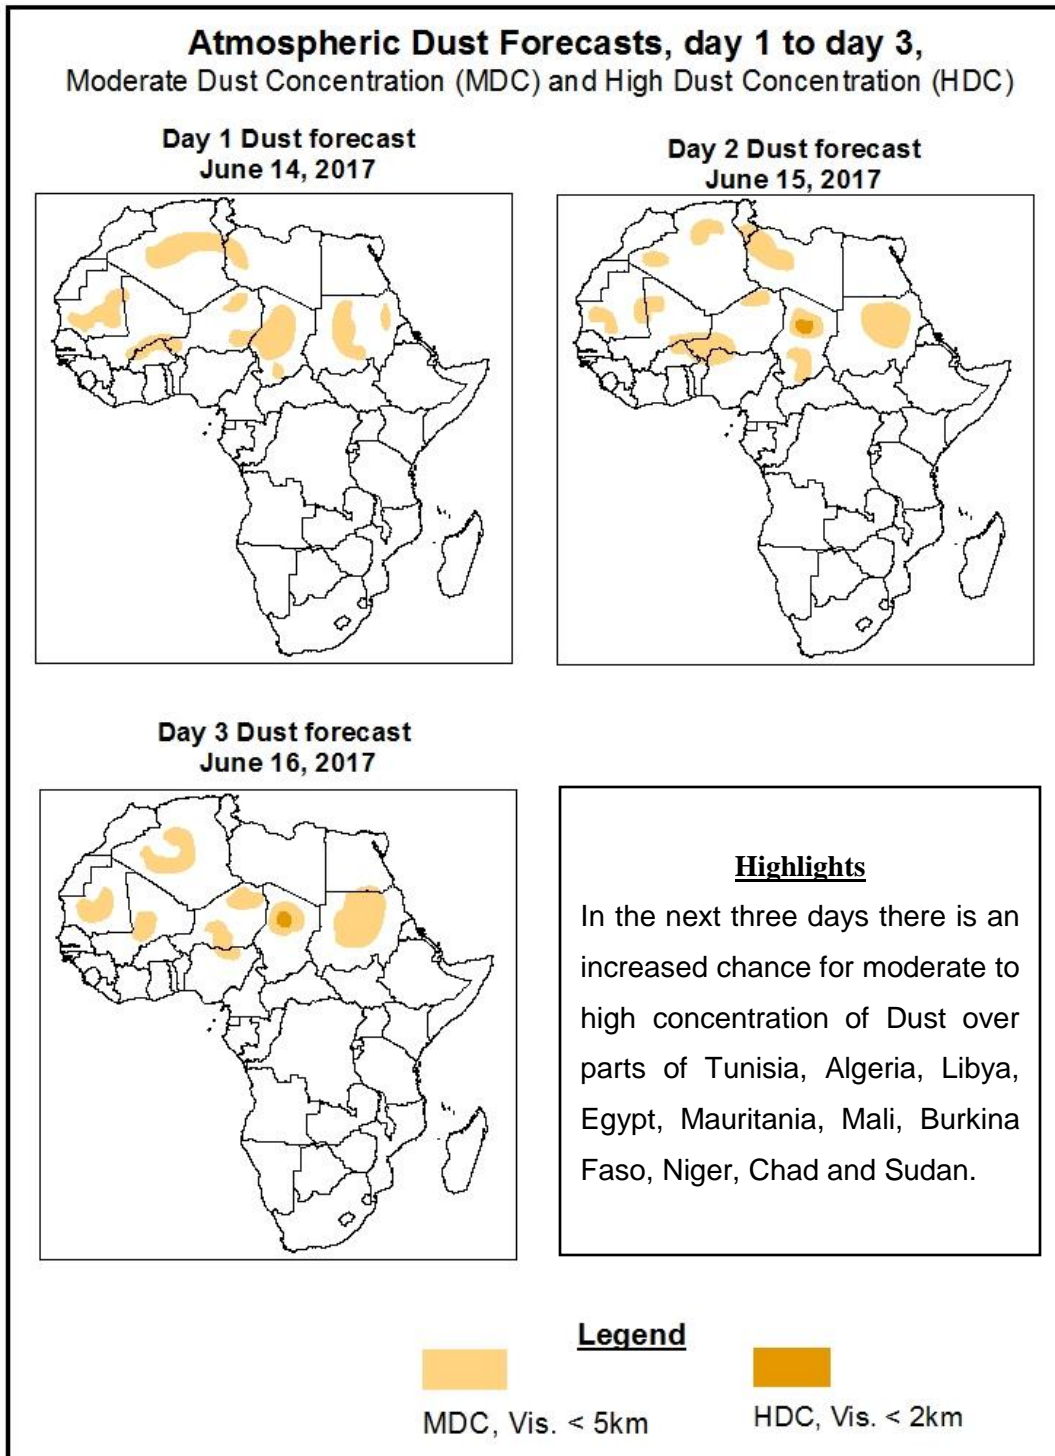 Atmospheric Dust Forecasts, day 1 to day 3,
Moderate Dust Concentration (MDC) and High Dust Concentration (HDC)
Day 1 Dust forecast
June 14, 2017
Day 2 Dust forecast
June 15, 2017
Day 3 Dust forecast
June 16, 2017
Highlights
In the next three days there is an
increased chance for moderate to
high concentration of Dust over
parts of Tunisia, Algeria, Libya,
Egypt, Mauritania, Mali, Burkina
Faso, Niger, Chad and Sudan.
Legend
MDC, Vis. < 5km
HDC, Vis. < 2km